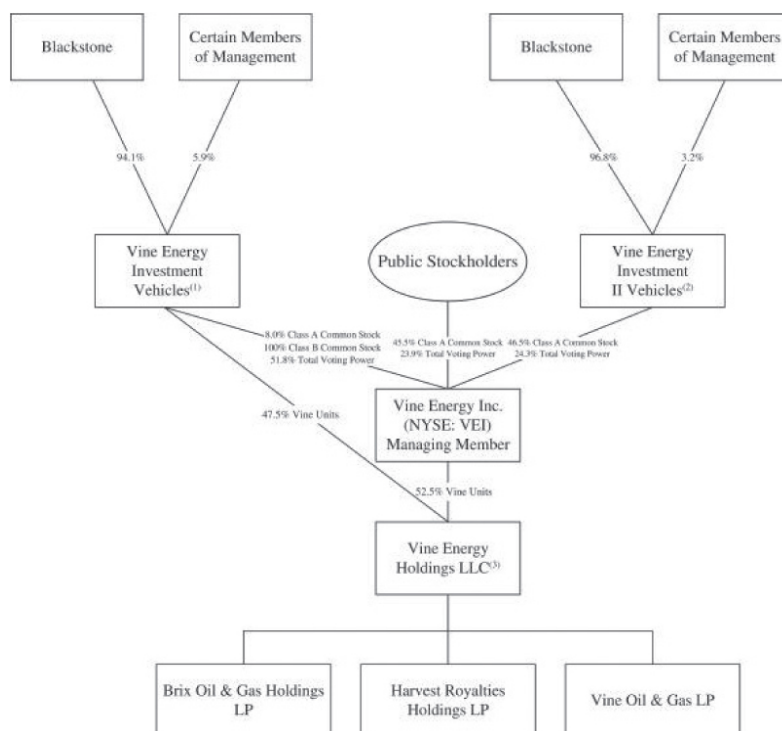 Blackstone
Certain Members
of Management
Blackstone
Certain Members
of Management
94.1%
5.9%
96.8%
3.2%
Vine Energy
Investment
Vehicles(1)
Public Stockholders
Vine Energy
Investment
II Vehicles(2)
8.0% Class A Common Stock
100% Class B Common Stock
51.8% Total Voting Power
45.5% Class A Common Stock
23.9% Total Voting Power
46.5% Class A Common Stock
24.3% Total Voting Power
47.5% Vine Units
Vine Energy Inc.
(NYSE: VEI)
Managing Member
52.5% Vine Units
Vine Energy
Holdings LLC(3)
Brix Oil & Gas Holdings
LP
Harvest Royalties
Holdings LP
Vine Oil & Gas LP